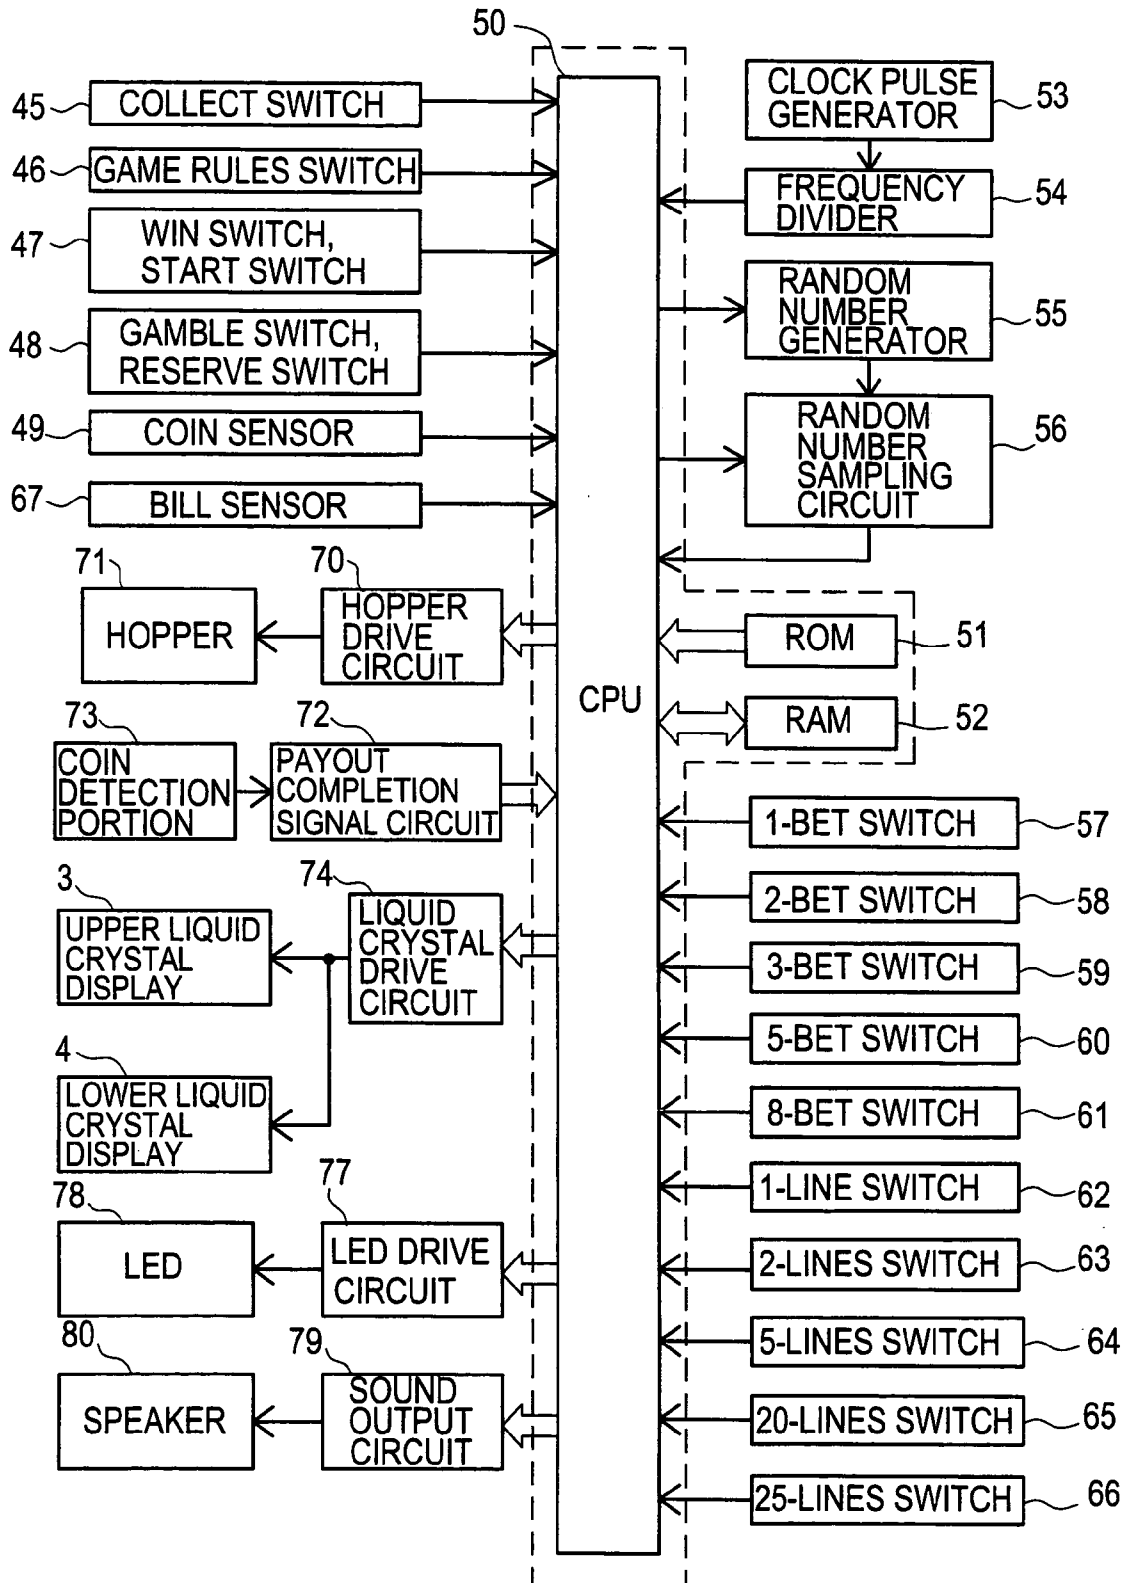 50
45
COLLECT SWITCH
46
GAME RULES SWITCH
47
WIN SWITCH,
START SWITCH
48
GAMBLE SWITCH,
RESERVE SWITCH
49
COIN SENSOR
67
BILL SENSOR
71
HOPPER
70
HOPPER
DRIVE
CIRCUIT
73
COIN
DETECTION
PORTION
72
PAYOUT
COMPLETION
SIGNAL CIRCUIT
3
UPPER LIQUID
CRYSTAL
DISPLAY
74
LIQUID
CRYSTAL
DRIVE
CIRCUIT
4
LOWER LIQUID
CRYSTAL
DISPLAY
78
LED
77
LED DRIVE
CIRCUIT
80
SPEAKER
79
SOUND
OUTPUT
CIRCUIT
CPU
CLOCK PULSE
GENERATOR
53
FREQUENCY
DIVIDER
54
RANDOM
NUMBER
GENERATOR
55
RANDOM
NUMBER
SAMPLING
CIRCUIT
56
ROM
51
RAM
52
1-BET SWITCH
57
2-BET SWITCH
58
3-BET SWITCH
59
5-BET SWITCH
60
8-BET SWITCH
61
1-LINE SWITCH
62
2-LINES SWITCH
63
5-LINES SWITCH
64
20-LINES SWITCH
65
25-LINES SWITCH
66